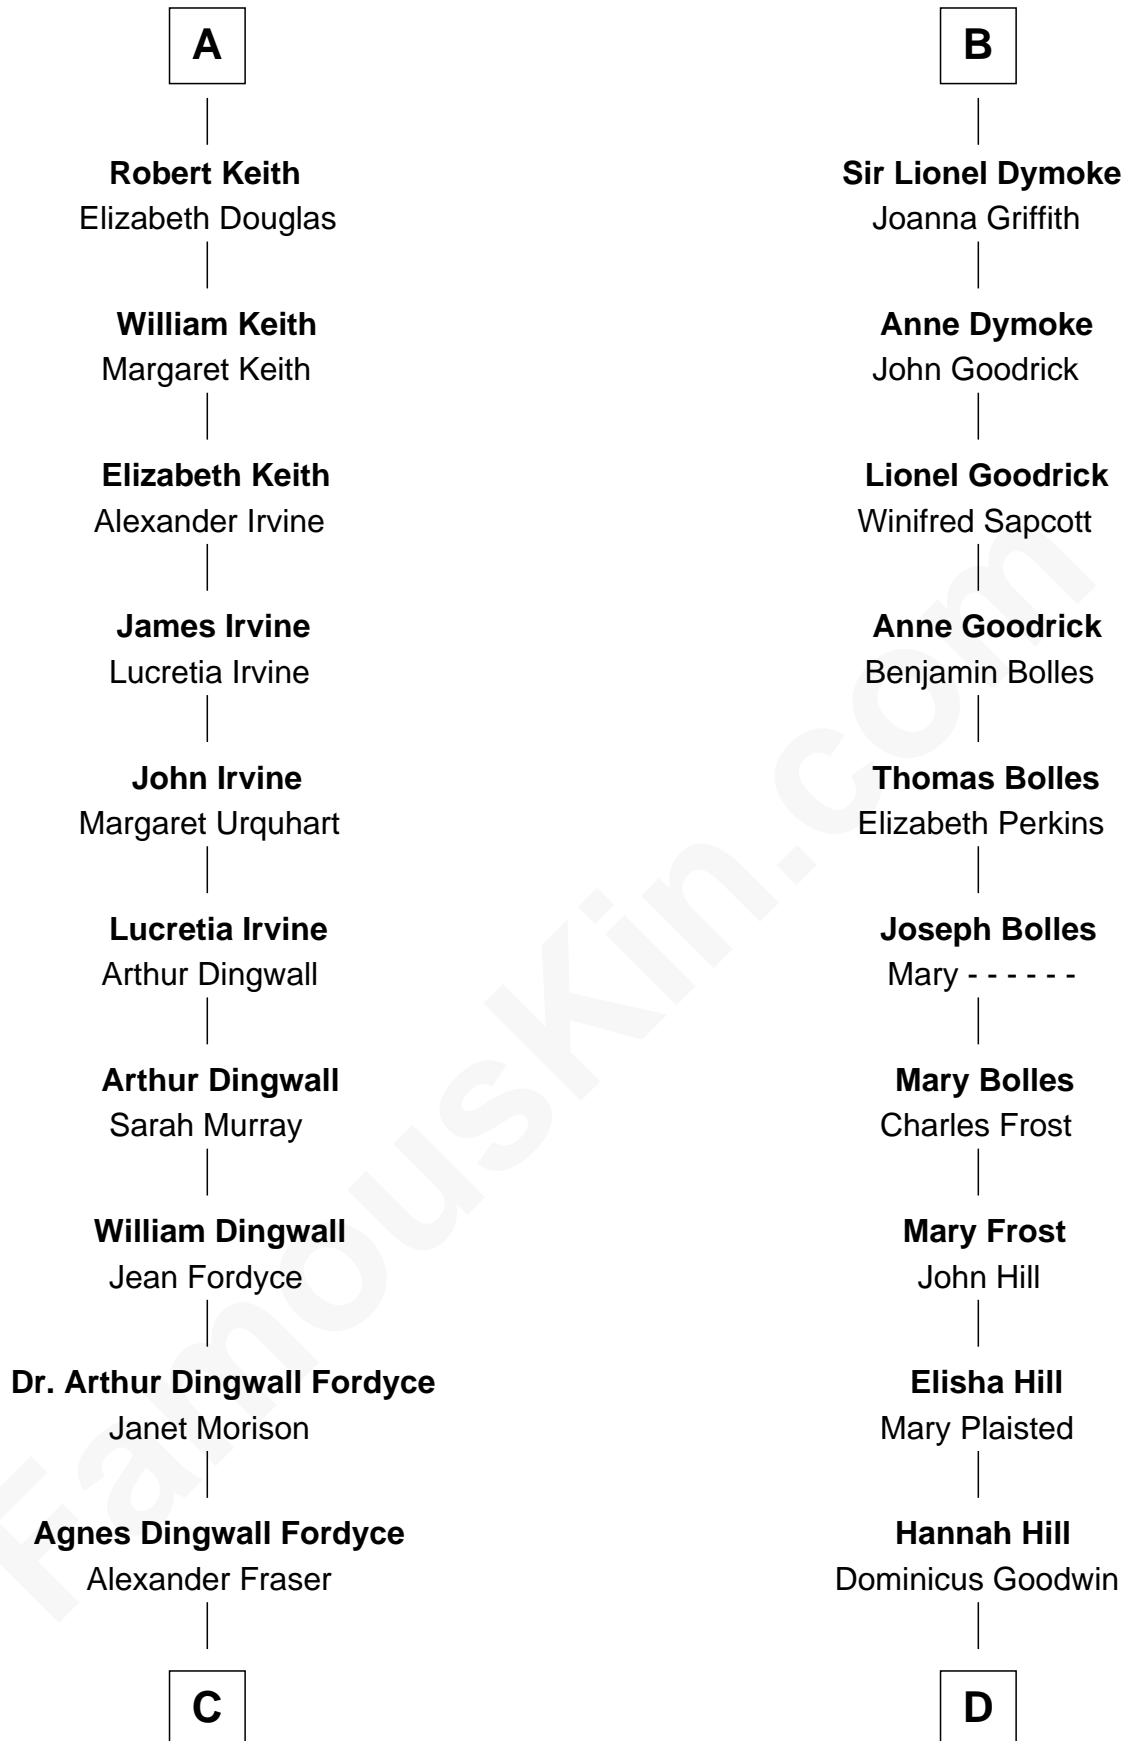 A
Robert Keith
Elizabeth Douglas
William Keith
Margaret Keith
Elizabeth Keith
Alexander Irvine
James Irvine
Lucretia Irvine
John Irvine
Margaret Urquhart
Lucretia Irvine
Arthur Dingwall
Arthur Dingwall
Sarah Murray
William Dingwall
Jean Fordyce
Dr. Arthur Dingwall Fordyce
Janet Morison
Agnes Dingwall Fordyce
Alexander Fraser
C
B
Sir Lionel Dymoke
Joanna Griffith
Anne Dymoke
John Goodrick
Lionel Goodrick
Winifred Sapcott
Anne Goodrick
Benjamin Bolles
Thomas Bolles
Elizabeth Perkins
Joseph Bolles
Mary - - - - - -
Mary Bolles
Charles Frost
Mary Frost
John Hill
Elisha Hill
Mary Plaisted
Hannah Hill
Dominicus Goodwin
D
FamousKin.com